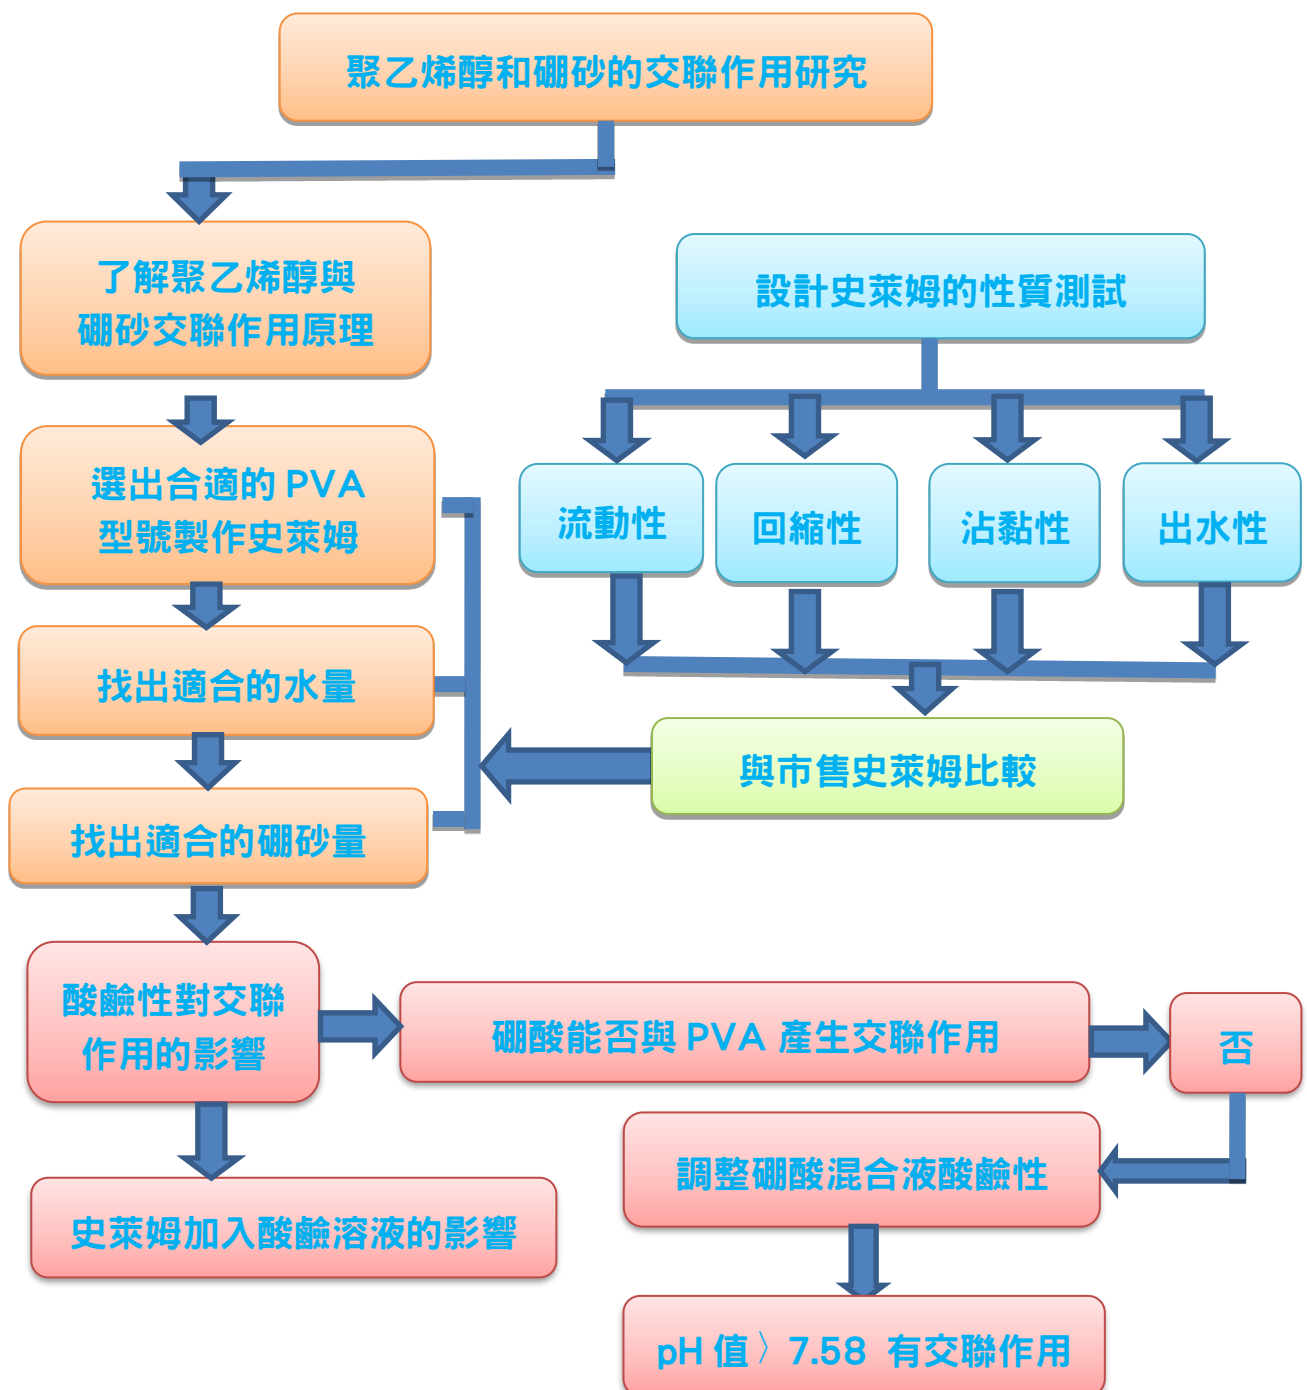 聚乙烯醇和硼砂的交聯作用研究
了解聚乙烯醇與
硼砂交聯作用原理
設計史萊姆的性質測試
選出合適的 PVA
型號製作史萊姆
流動性
回縮性
沾黏性
出水性
找出適合的水量
與市售史萊姆比較
找出適合的硼砂量
酸鹼性對交聯
作用的影響
硼酸能否與 PVA 產生交聯作用
否
調整硼酸混合液酸鹼性
史萊姆加入酸鹼溶液的影響
pH 值〉7.58 有交聯作用